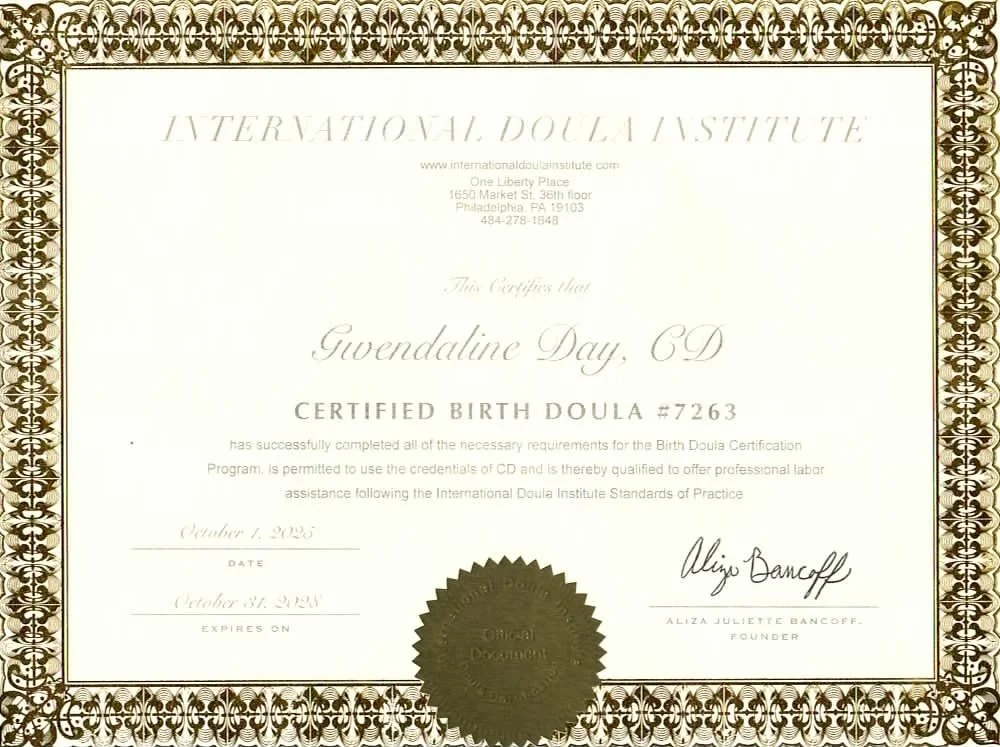 INTERNATIONAL DOULA INSTITUTE
www.internationaldoulainstitute.com
One Liberty Place
1650 Market St, 36th floor
Philadelphia, PA 19103
484-278-1648
This Certifies that
Gwendaline Day, CD
CERTIFIED BIRTH DOULA #7263
has successfully completed all of the necessary requirements for the Birth Doula Certification
Program, is permitted to use the credentials of CD and is thereby qualified to offer professional labor
assistance following the International Doula Institute Standards of Practice
October 1, 2025
DATE
October 31, 2028
EXPIRES ON
Aliza Bancoff
ALIZA JULIETTE BANCOFF,
FOUNDER
International Doula Institute
Official
Document